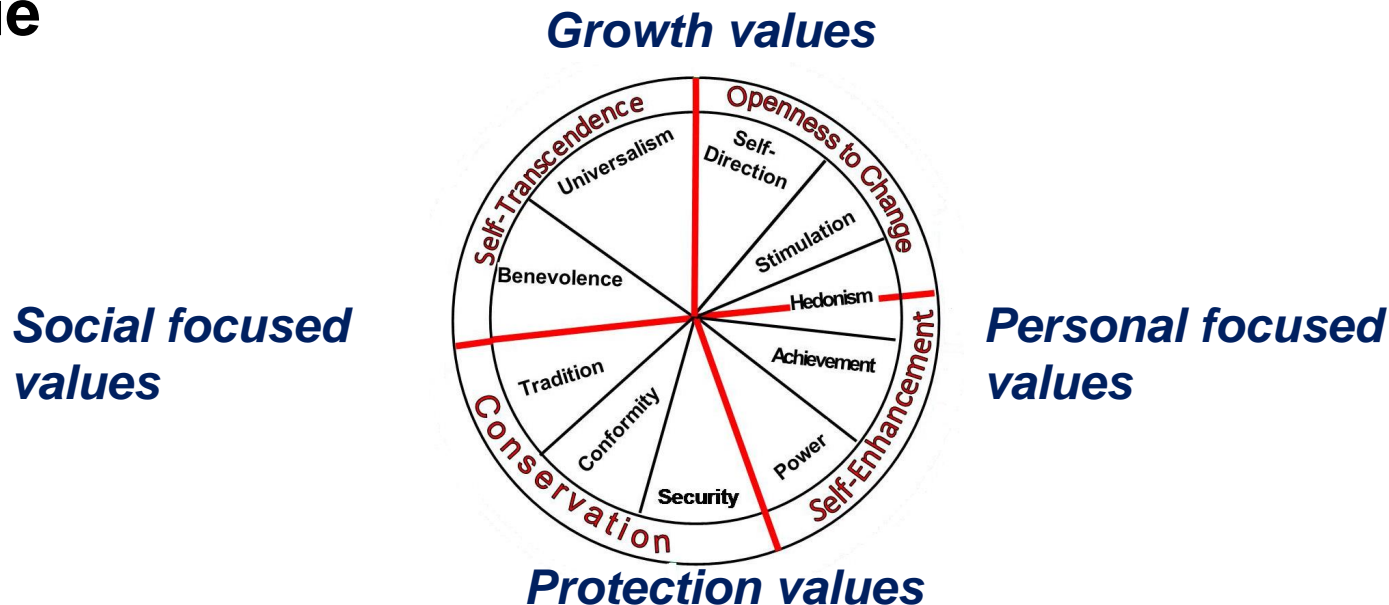 Growth values
Self-Transcendence
Openness to Change
Universalism
Self-
Direction
Stimulation
Benevolence
Hedonism
Social focused
values
Personal focused
values
Achievement
Tradition
Conformity
Power
Security
Conservation
Self-Enhancement
Protection values